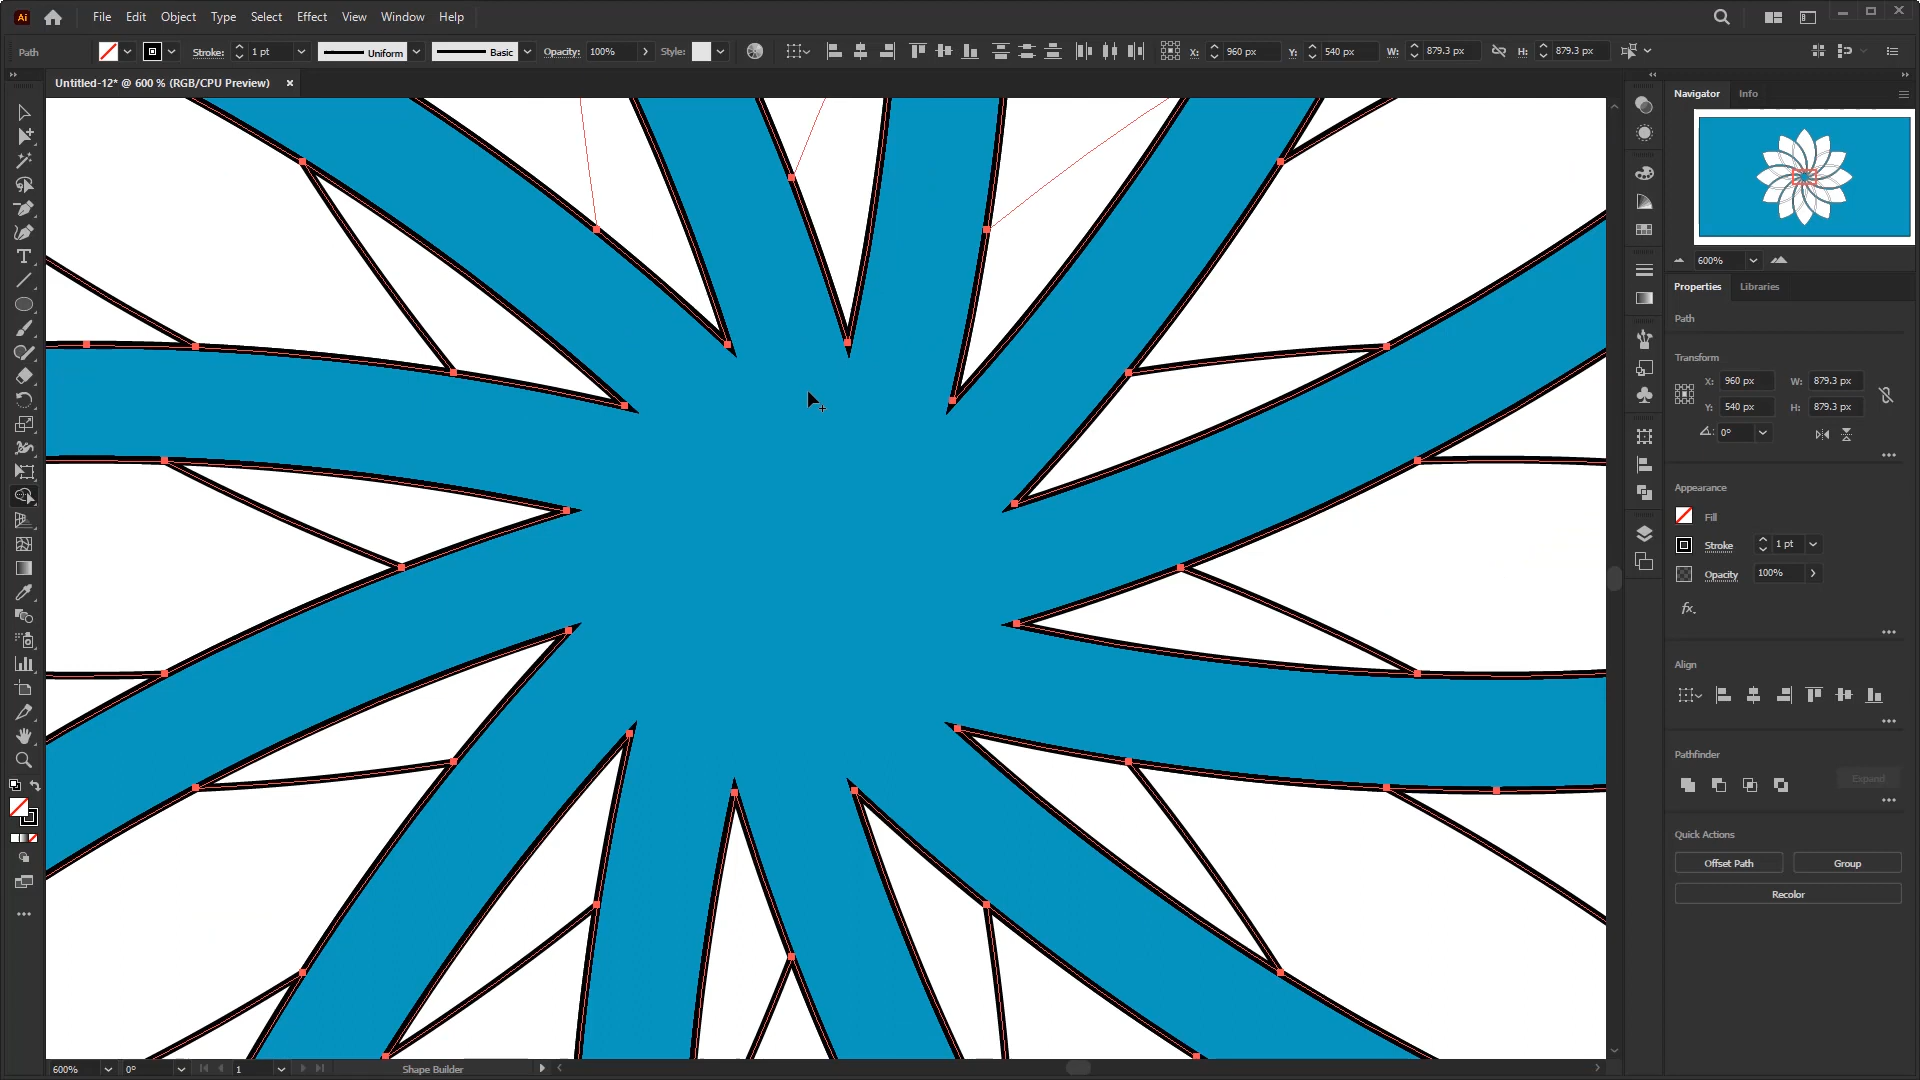 Ai File Edit Object Type Select Effect View Window Help
Path Stroke: 1 pt Uniform Basic Opacity: 100% Style: X: 960 px Y: 540 px W: 879.3 px H: 879.3 px
Untitled-12* @ 600 % (RGB/CPU Preview) ×
Navigator Info
600%
Properties Libraries
Path
Transform
X: 960 px W: 879.3 px
Y: 540 px H: 879.3 px
0°
Appearance
Fill
Stroke 1 pt
Opacity 100%
fx.
Align
Pathfinder
Expand
Quick Actions
Offset Path Group
Recolor
600% 0° 1 Shape Builder